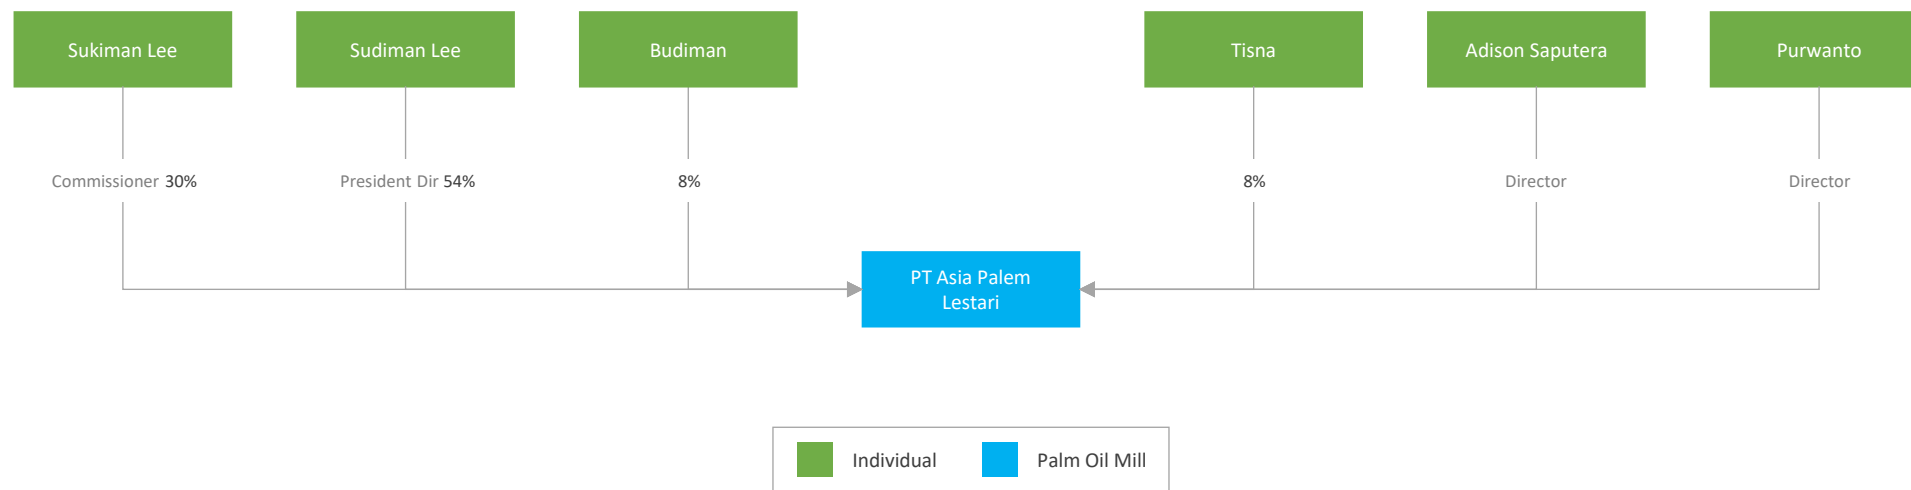 Sukiman Lee
Sudiman Lee
Budiman
Tisna
Adison Saputera
Purwanto
Commissioner 30%
President Dir 54%
8%
8%
Director
Director
PT Asia Palem
Lestari
Individual
Palm Oil Mill